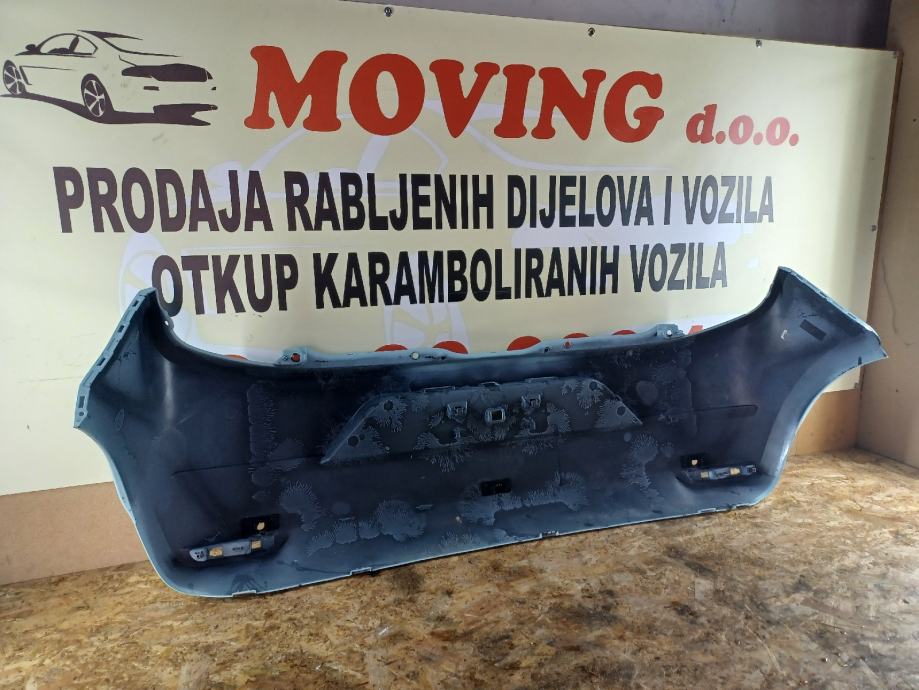 MOVING d.o.o.
PRODAJA RABLJENIH DIJELOVA I VOZILA
OTKUP KARAMBOLIRANIH VOZILA